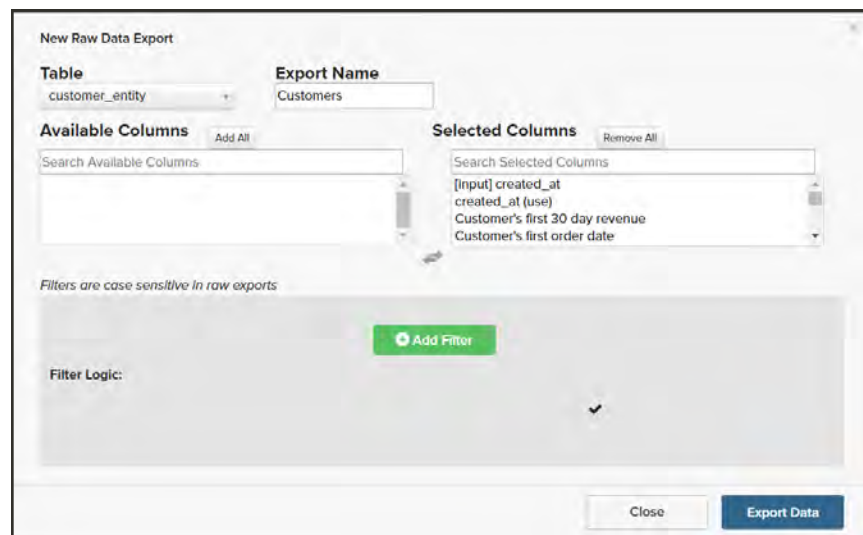 New Raw Data Export
Table
Export Name
customer_entity
Customers
Available Columns
Add All
Selected Columns
Remove All
Search Available Columns
Search Selected Columns
[input] created_at
created_at (use)
Customer's first 30 day revenue
Customer's first order date
Filters are case sensitive in raw exports
Add Filter
Filter Logic:
Close
Export Data